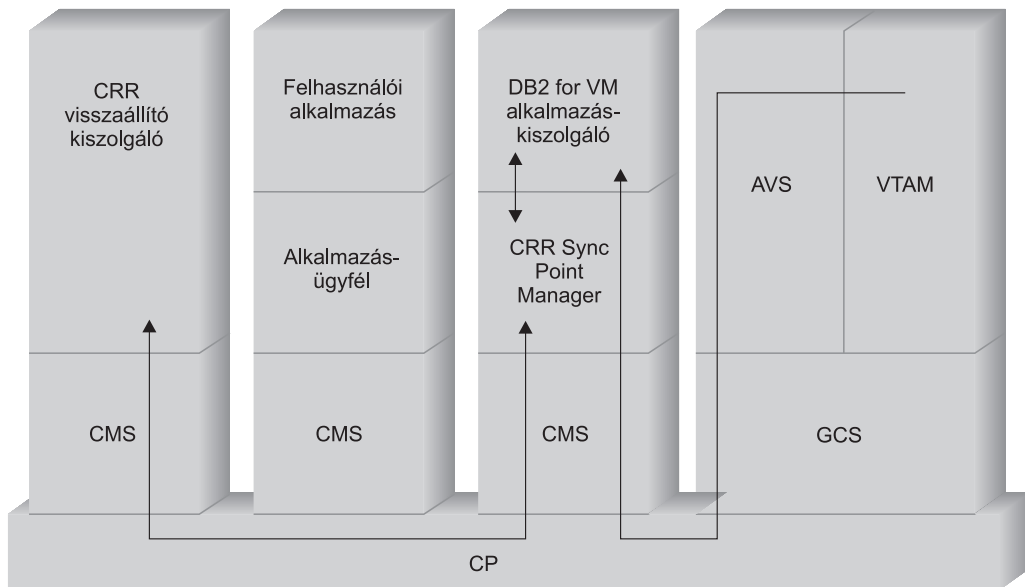 CRR
visszaállító
kiszolgáló
Felhasználói
alkalmazás
DB2 for VM
alkalmazás-
kiszolgáló
AVS
VTAM
Alkalmazás-
ügyfél
CRR Sync
Point
Manager
CMS
CMS
CMS
GCS
CP